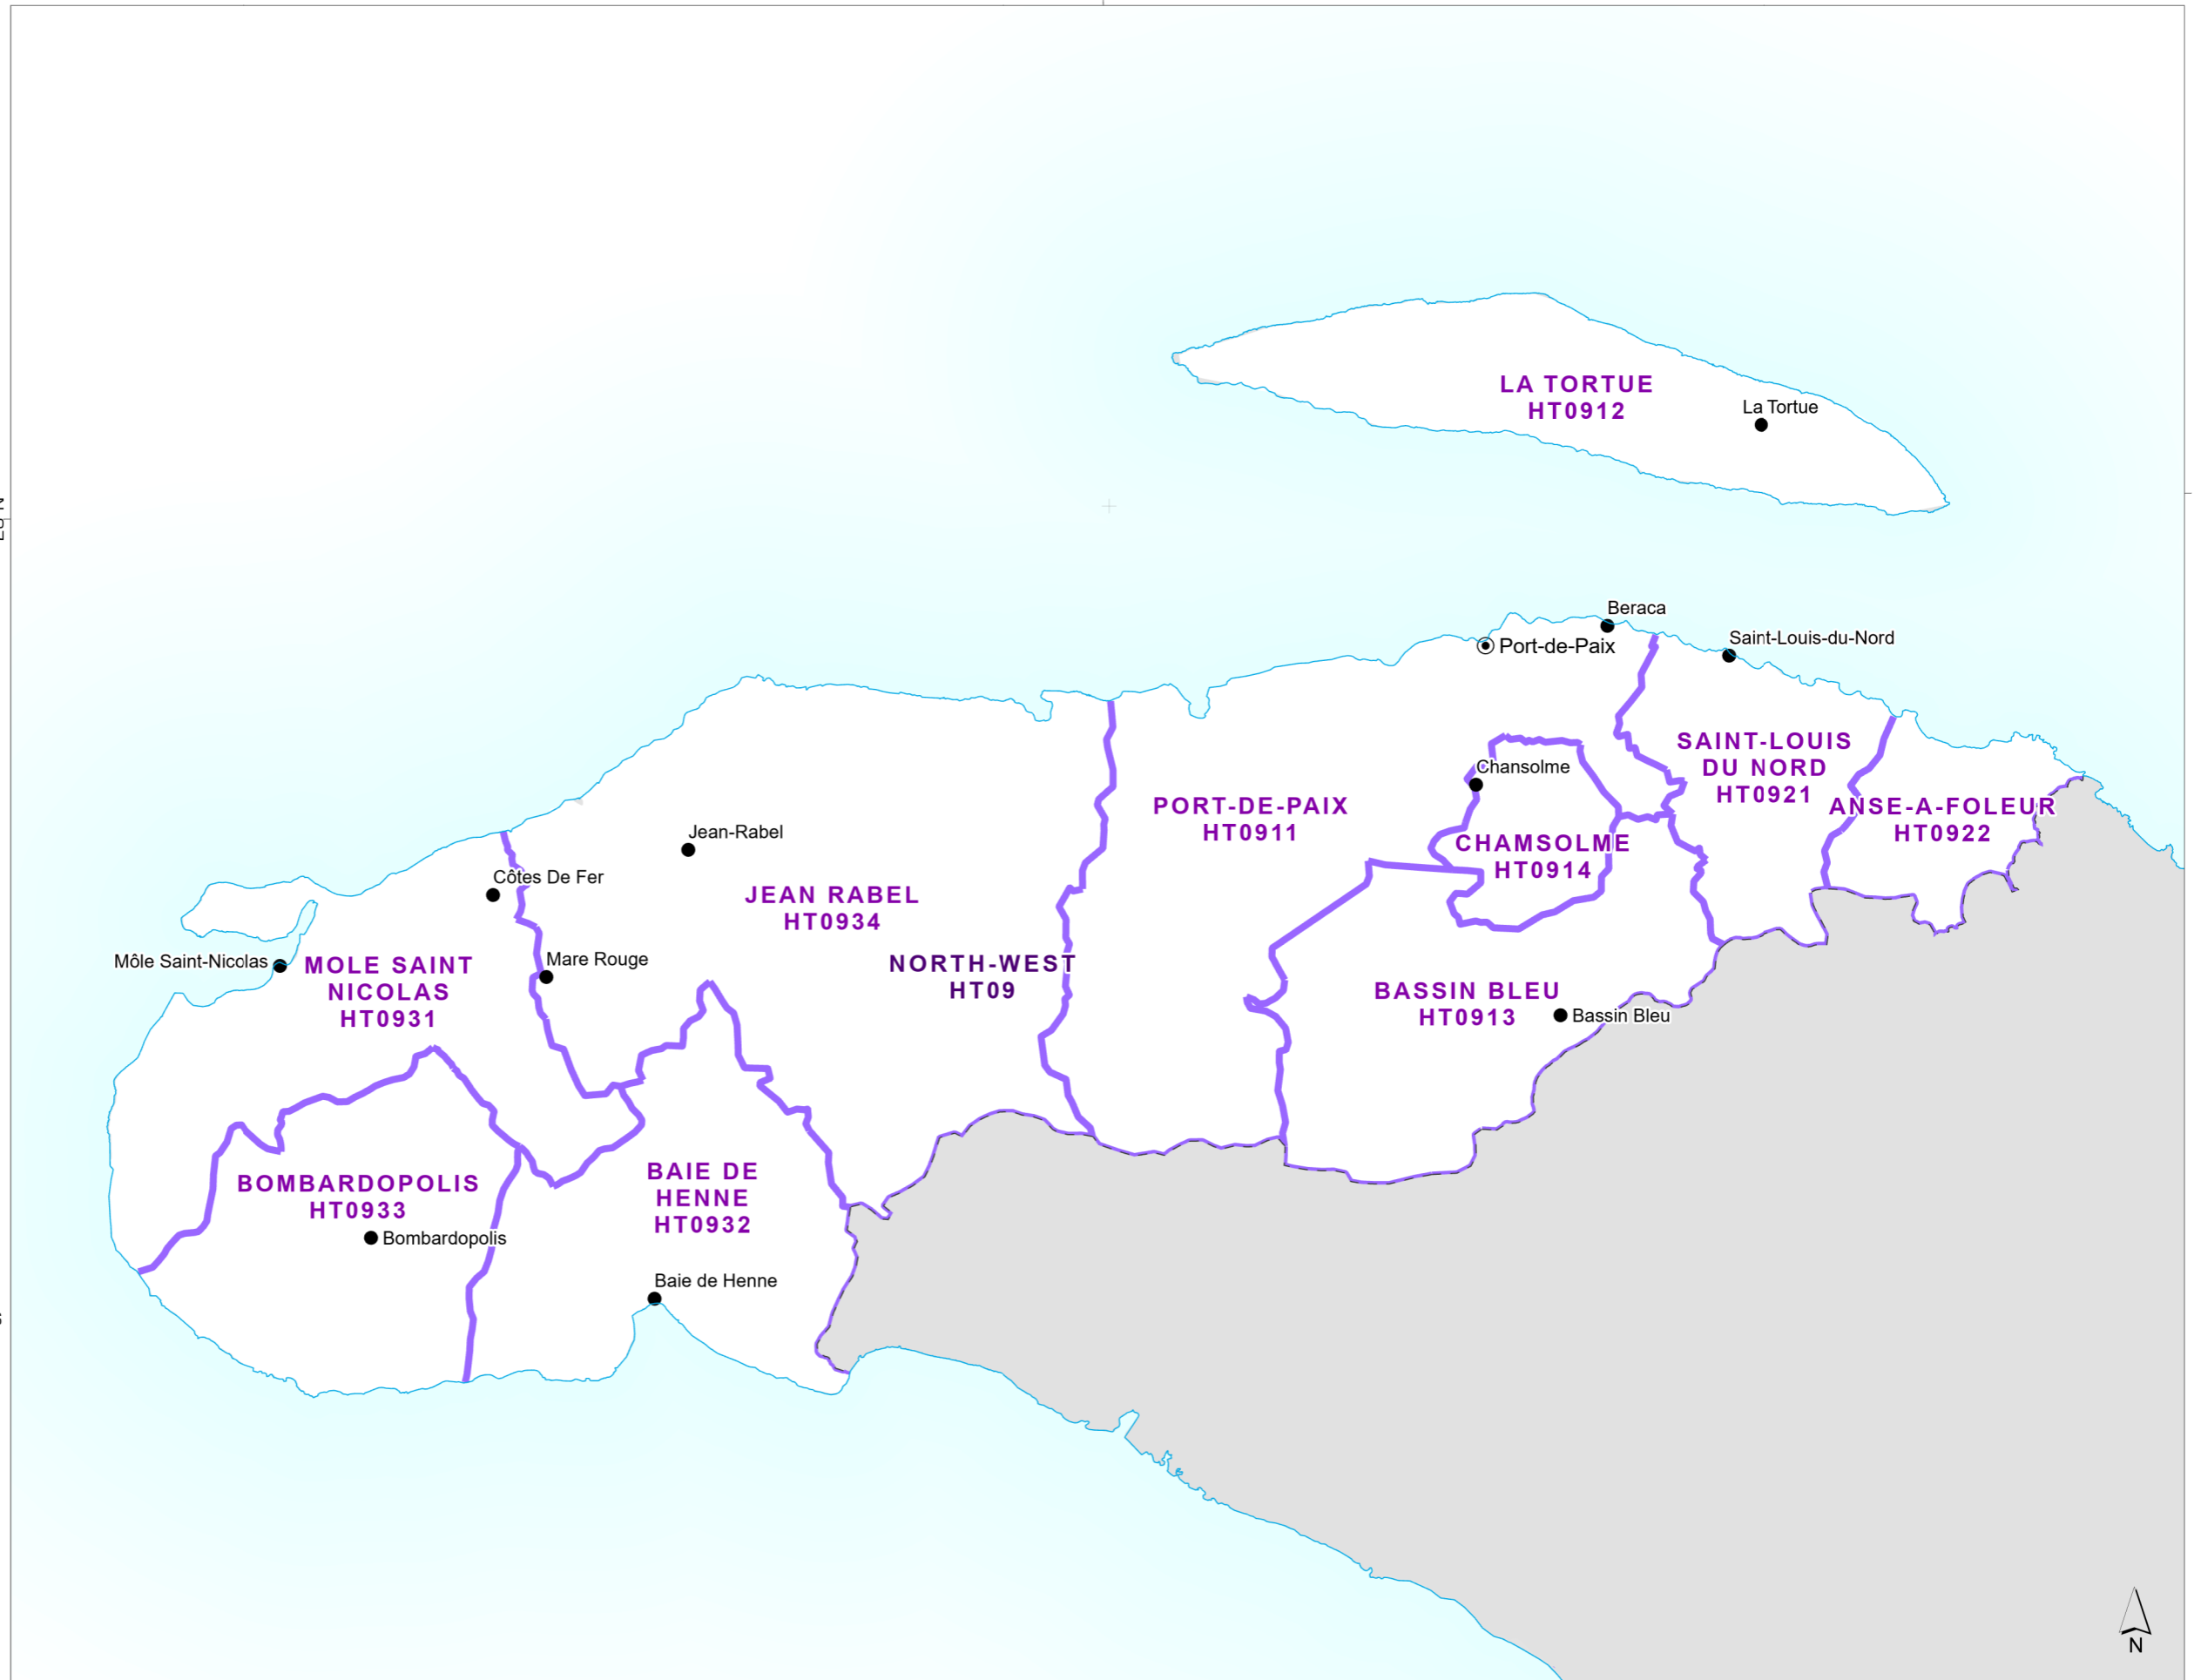 LA TORTUE
HT0912
La Tortue
Beraca
Port-de-Paix
Saint-Louis-du-Nord
SAINT-LOUIS
DU NORD
HT0921
Chansolme
PORT-DE-PAIX
HT0911
ANSE-A-FOLEUR
HT0922
Jean-Rabel
CHAMSOLME
HT0914
Côtes De Fer
JEAN RABEL
HT0934
Môle Saint-Nicolas
MOLE SAINT
NICOLAS
HT0931
Mare Rouge
NORTH-WEST
HT09
BASSIN BLEU
HT0913
Bassin Bleu
BOMBARDOPOLIS
HT0933
Bombardopolis
BAIE DE
HENNE
HT0932
Baie de Henne
N